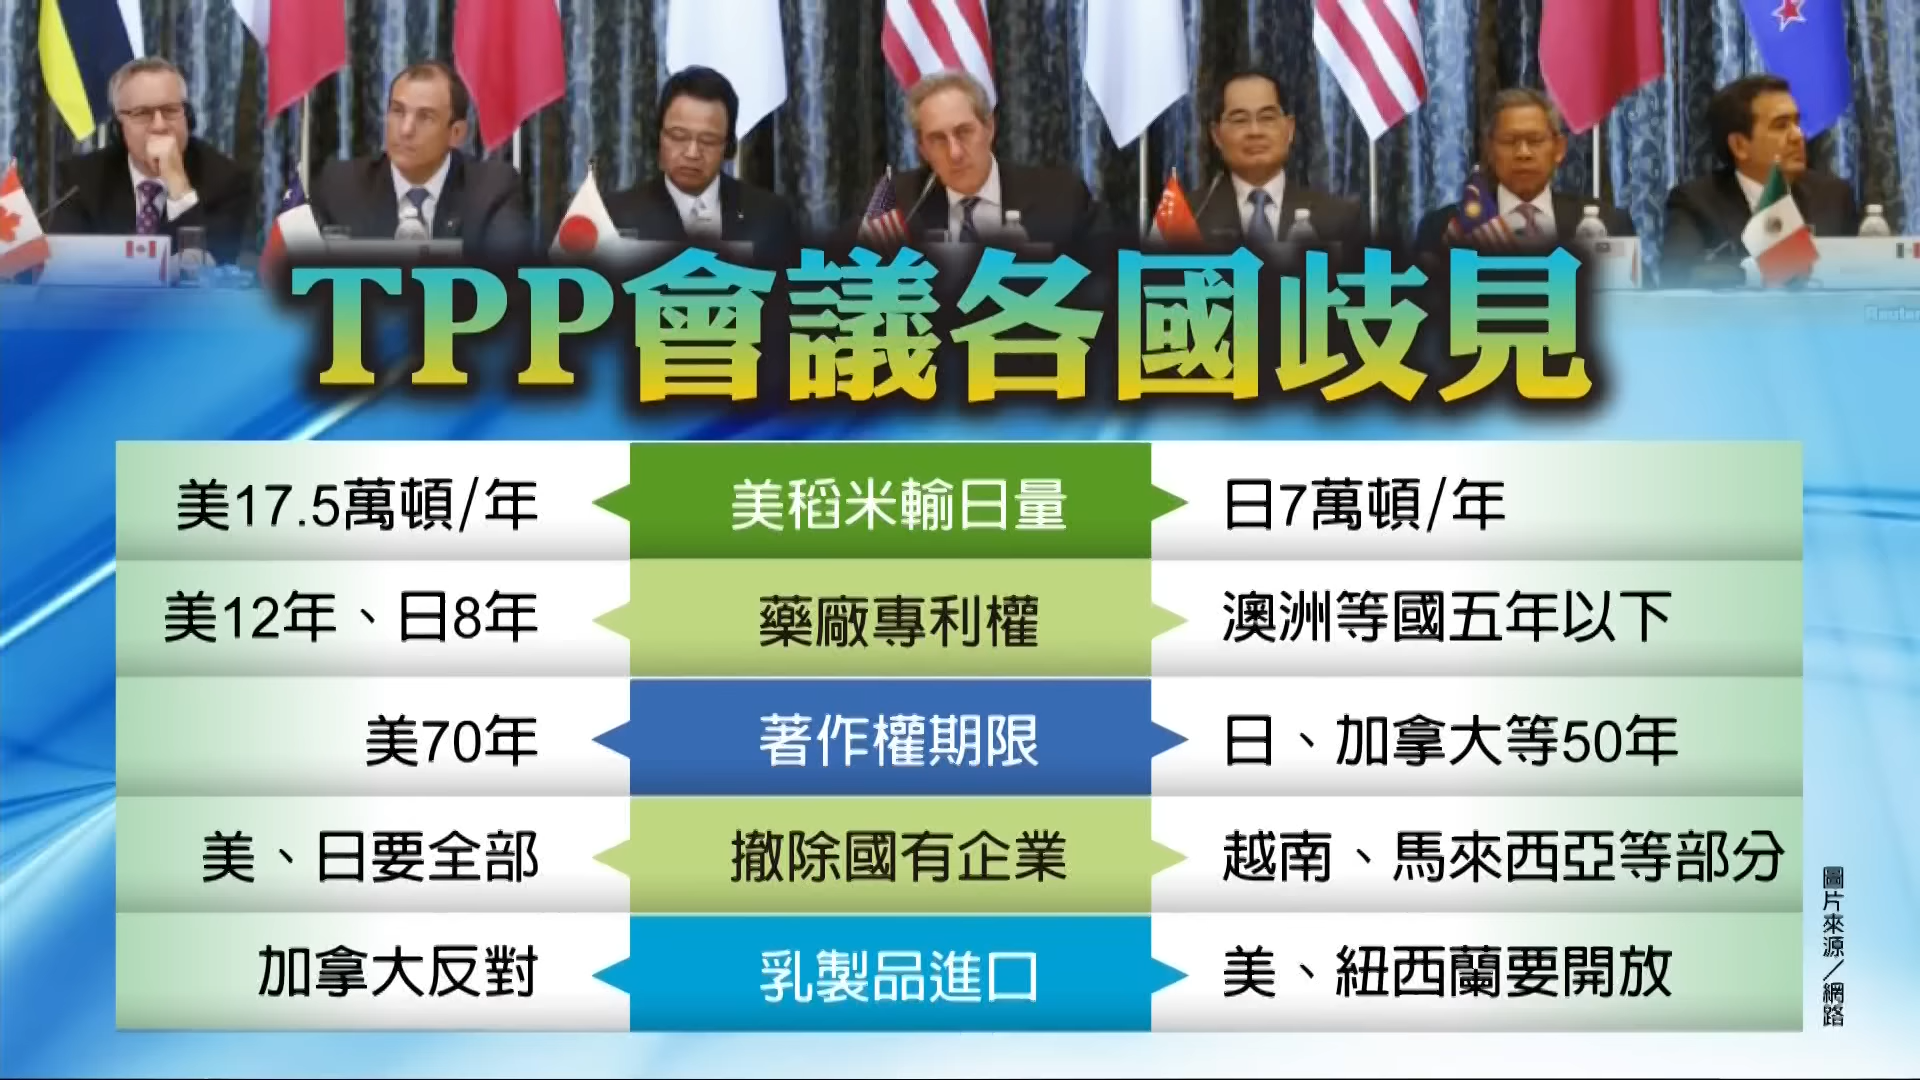 TPP會議各國歧見
美17.5萬頓/年 美稻米輸日量 日7萬頓/年
美12年、日8年 藥廠專利權 澳洲等國五年以下
美70年 著作權期限 日、加拿大等50年
美、日要全部 撤除國有企業 越南、馬來西亞等部分
加拿大反對 乳製品進口 美、紐西蘭要開放
圖片來源/網路